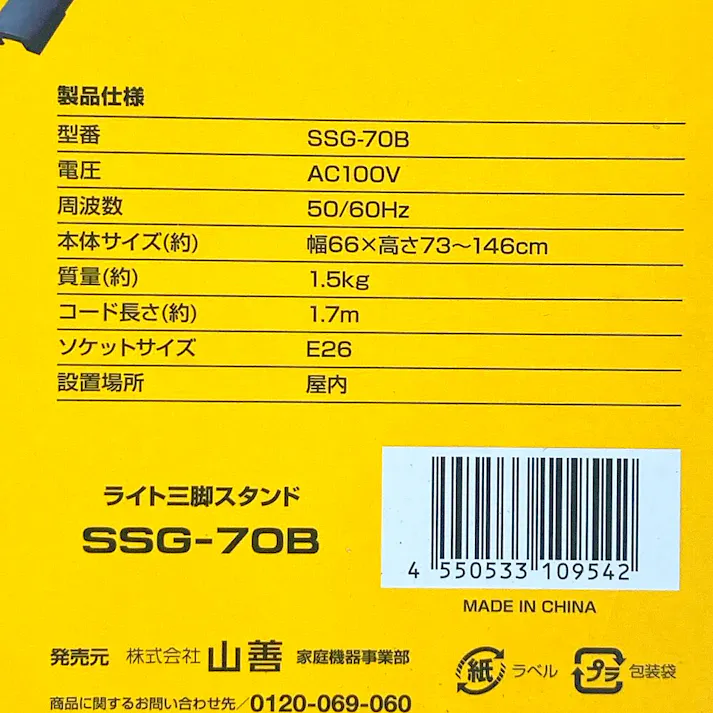 製品仕様
型番 SSG-70B
電圧 AC100V
周波数 50/60Hz
本体サイズ(約) 幅66×高さ73～146cm
質量(約) 1.5kg
コード長さ(約) 1.7m
ソケットサイズ E26
設置場所 屋内
ライト三脚スタンド
SSG-70B
4 550533 109542
MADE IN CHINA
発売元 株式会社 山善 家庭機器事業部
紙 ラベル プラ 包装袋
商品に関するお問い合わせ先/0120-069-060